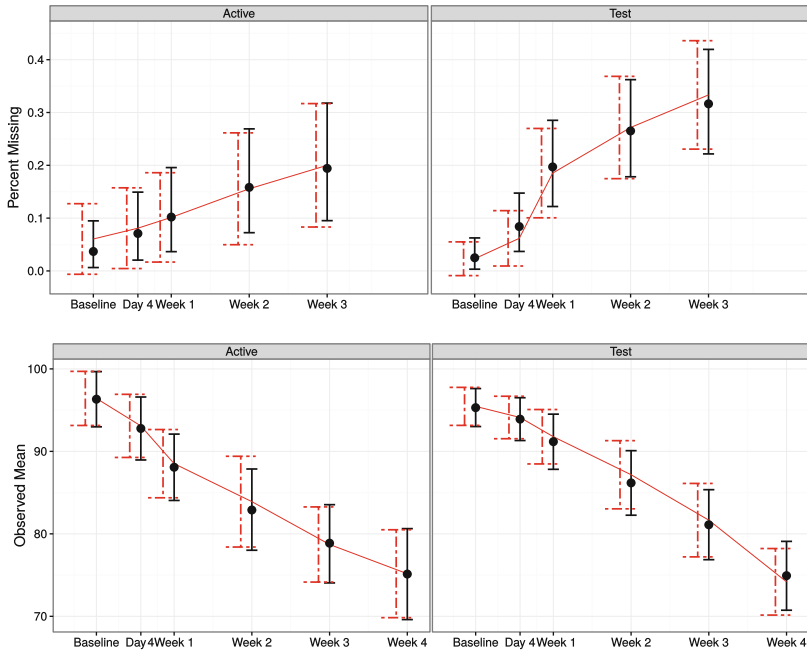 Active Test
Percent Missing
0.4
0.3
0.2
0.1
0.0
Baseline Day 4 Week 1 Week 2 Week 3 Baseline Day 4 Week 1 Week 2 Week 3
Active Test
Observed Mean
100
90
80
70
Baseline Day4 Week 1 Week 2 Week 3 Week 4 Baseline Day 4 Week 1 Week 2 Week 3 Week 4